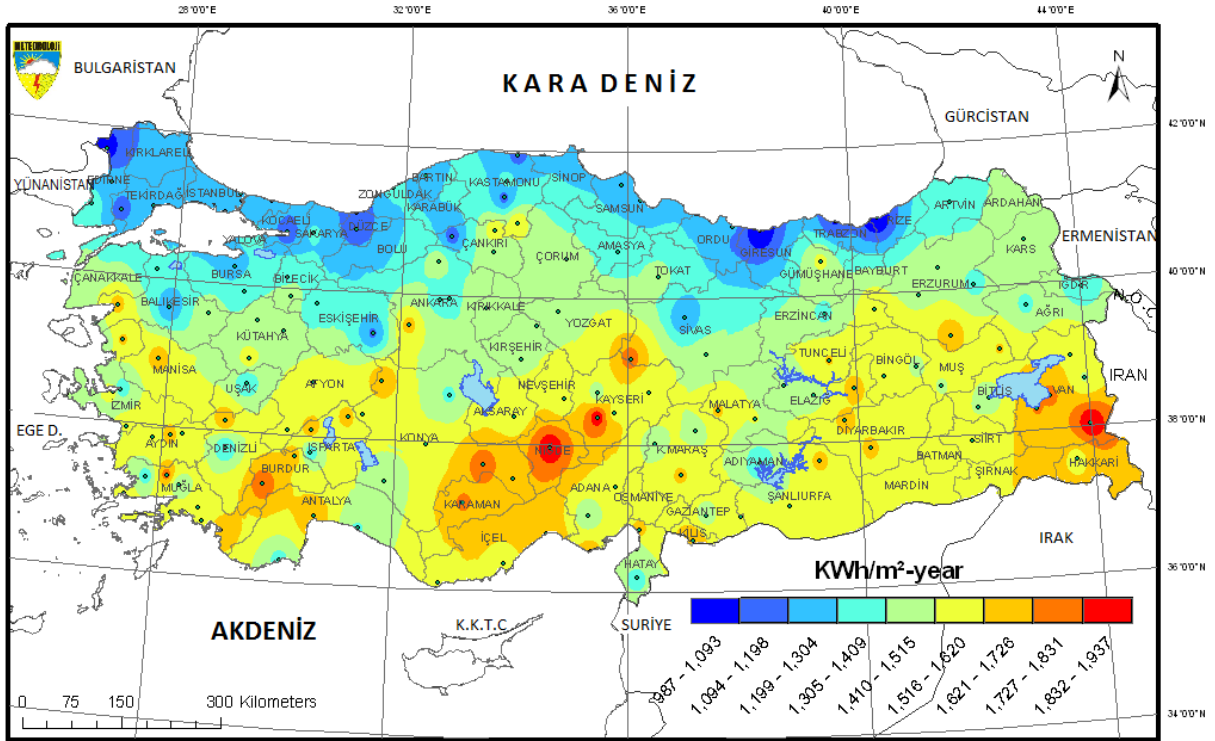 28°0'0"E 32°0'0"E 36°0'0"E 40°0'0"E 44°0'0"E
METEOROLOJİ
BULGARİSTAN
KARA DENİZ
N
GÜRCİSTAN
42°0'0"N
YÜNANİSTAN
KIRKLARELİ
EDİRNE
TEKİRDAĞ
İSTANBUL
ZONGULDAK
BARTIN
KASTAMONU
SİNOP
KARABÜK
SAMSUN
ARTVİN
ARDAHAN
KOCAELİ
SAKARYA
DÜZCE
YALOVA
BOLU
ÇANKIRI
ÇORUM
AMASYA
ORDU
GİRESUN
TRABZON
RİZE
KARS
ERMENİSTAN
ÇANAKKALE
BURSA
BİLECİK
TOKAT
GÜMÜŞHANE
BAYBURT
40°0'0"N
BALIKESİR
ESKİŞEHİR
ANKARA
KIRIKKALE
YOZGAT
SİVAS
ERZİNCAN
ERZURUM
AĞRI
IĞDIR
N.O.C.
KÜTAHYA
KIRŞEHİR
TUNCELİ
BİNGÖL
MUŞ
MANİSA
UŞAK
AFYON
NEVŞEHİR
KAYSERİ
MALATYA
ELAZIĞ
BİTLİS
VAN
IRAN
İZMİR
AKSARAY
38°0'0"N
EGE D.
AYDIN
DENİZLİ
ISPARTA
KONYA
NİĞDE
K.MARAŞ
ADIYAMAN
DİYARBAKIR
BATMAN
SİİRT
ŞIRNAK
HAKKARİ
BURDUR
MUĞLA
ANTALYA
KARAMAN
ADANA
OSMANİYE
GAZİANTEP
ŞANLIURFA
MARDİN
İÇEL
KİLİS
HATAY
IRAK
36°0'0"N
KWh/m²-year
AKDENİZ
K.K.T.C
SURİYE
987 - 1,093
1,094 - 1,198
1,199 - 1,304
1,305 - 1,409
1,410 - 1,515
1,516 - 1,620
1,621 - 1,726
1,727 - 1,831
1,832 - 1,937
0 75 150 300 Kilometers
34°0'0"N